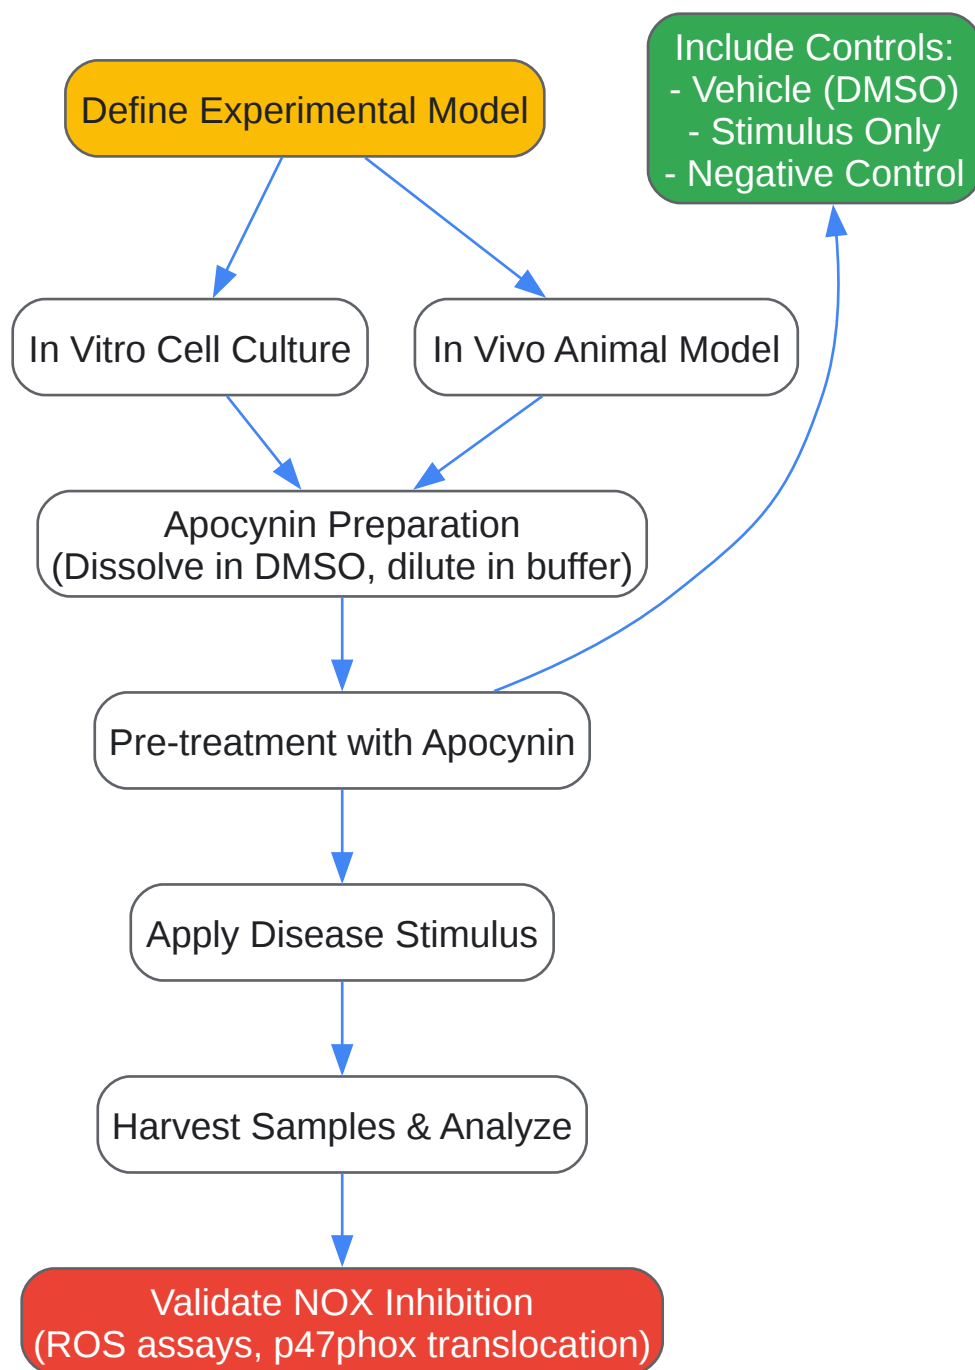 Define Experimental Model
Include Controls:
- Vehicle (DMSO)
- Stimulus Only
- Negative Control
In Vitro Cell Culture
In Vivo Animal Model
Apocynin Preparation
(Dissolve in DMSO, dilute in buffer)
Pre-treatment with Apocynin
Apply Disease Stimulus
Harvest Samples & Analyze
Validate NOX Inhibition
(ROS assays, p47phox translocation)